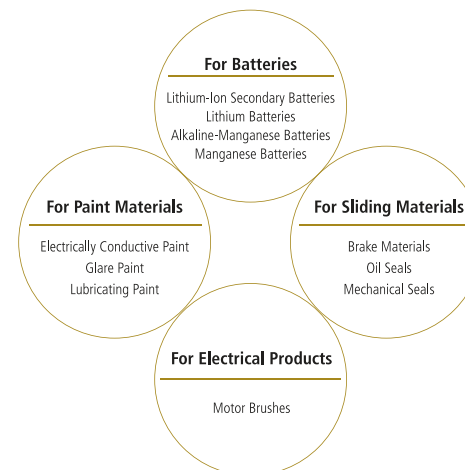 For Batteries
Lithium-Ion Secondary Batteries
Lithium Batteries
Alkaline-Manganese Batteries
Manganese Batteries
For Paint Materials
Electrically Conductive Paint
Glare Paint
Lubricating Paint
For Sliding Materials
Brake Materials
Oil Seals
Mechanical Seals
For Electrical Products
Motor Brushes